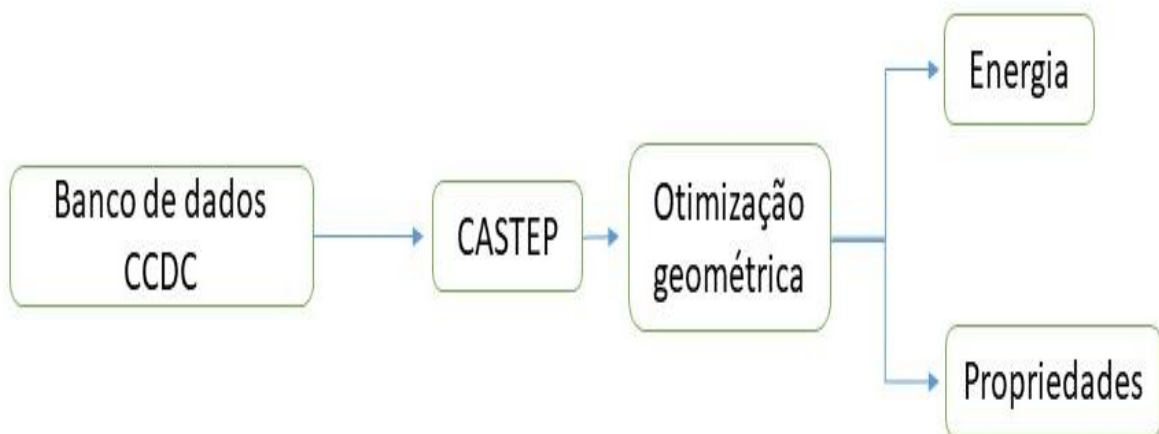 Banco de dados
CCDC
CASTEP
Otimização
geométrica
Energia
Propriedades